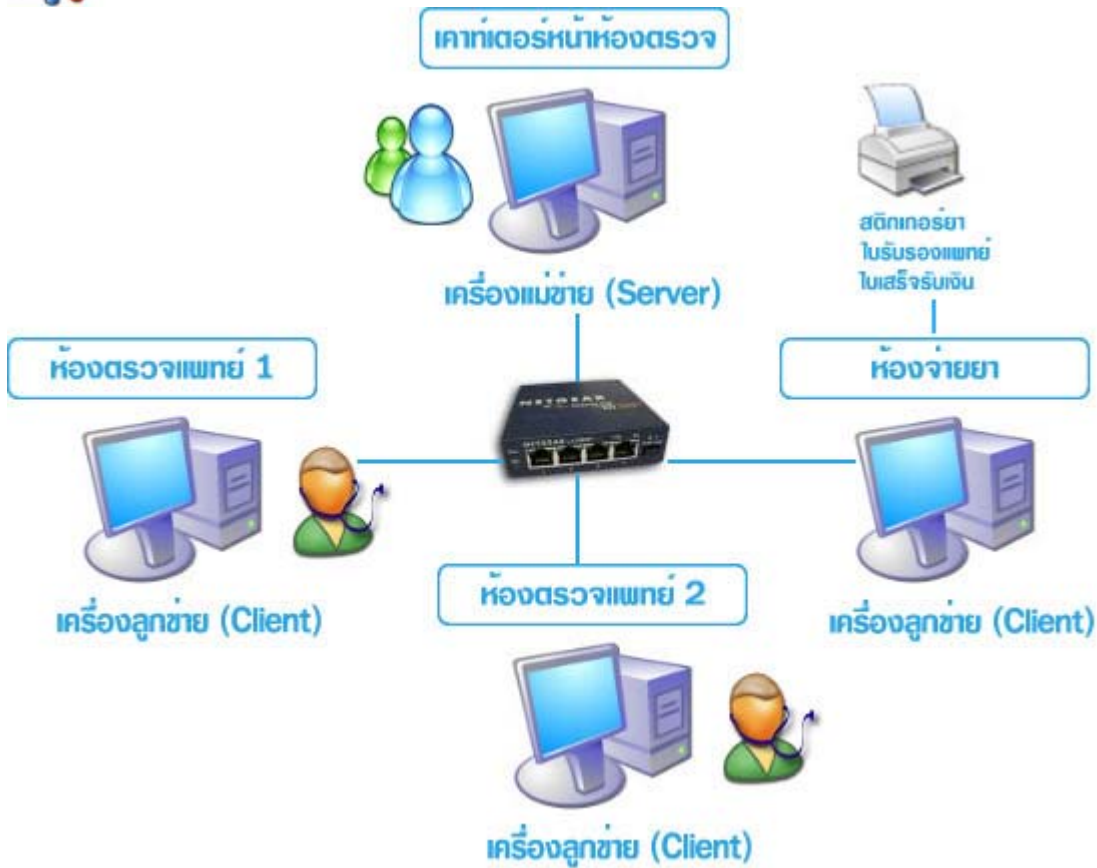 เคาท์เตอร์หน้าห้องตรวจ
สติกเกอร์ยา
ใบรับรองแพทย์
ใบเสร็จรับเงิน
เครื่องแม่ข่าย (Server)
ห้องตรวจแพทย์ 1
ห้องจ่ายยา
NETGEAR
NETGEAR
ห้องตรวจแพทย์ 2
เครื่องลูกข่าย (Client)
เครื่องลูกข่าย (Client)
เครื่องลูกข่าย (Client)